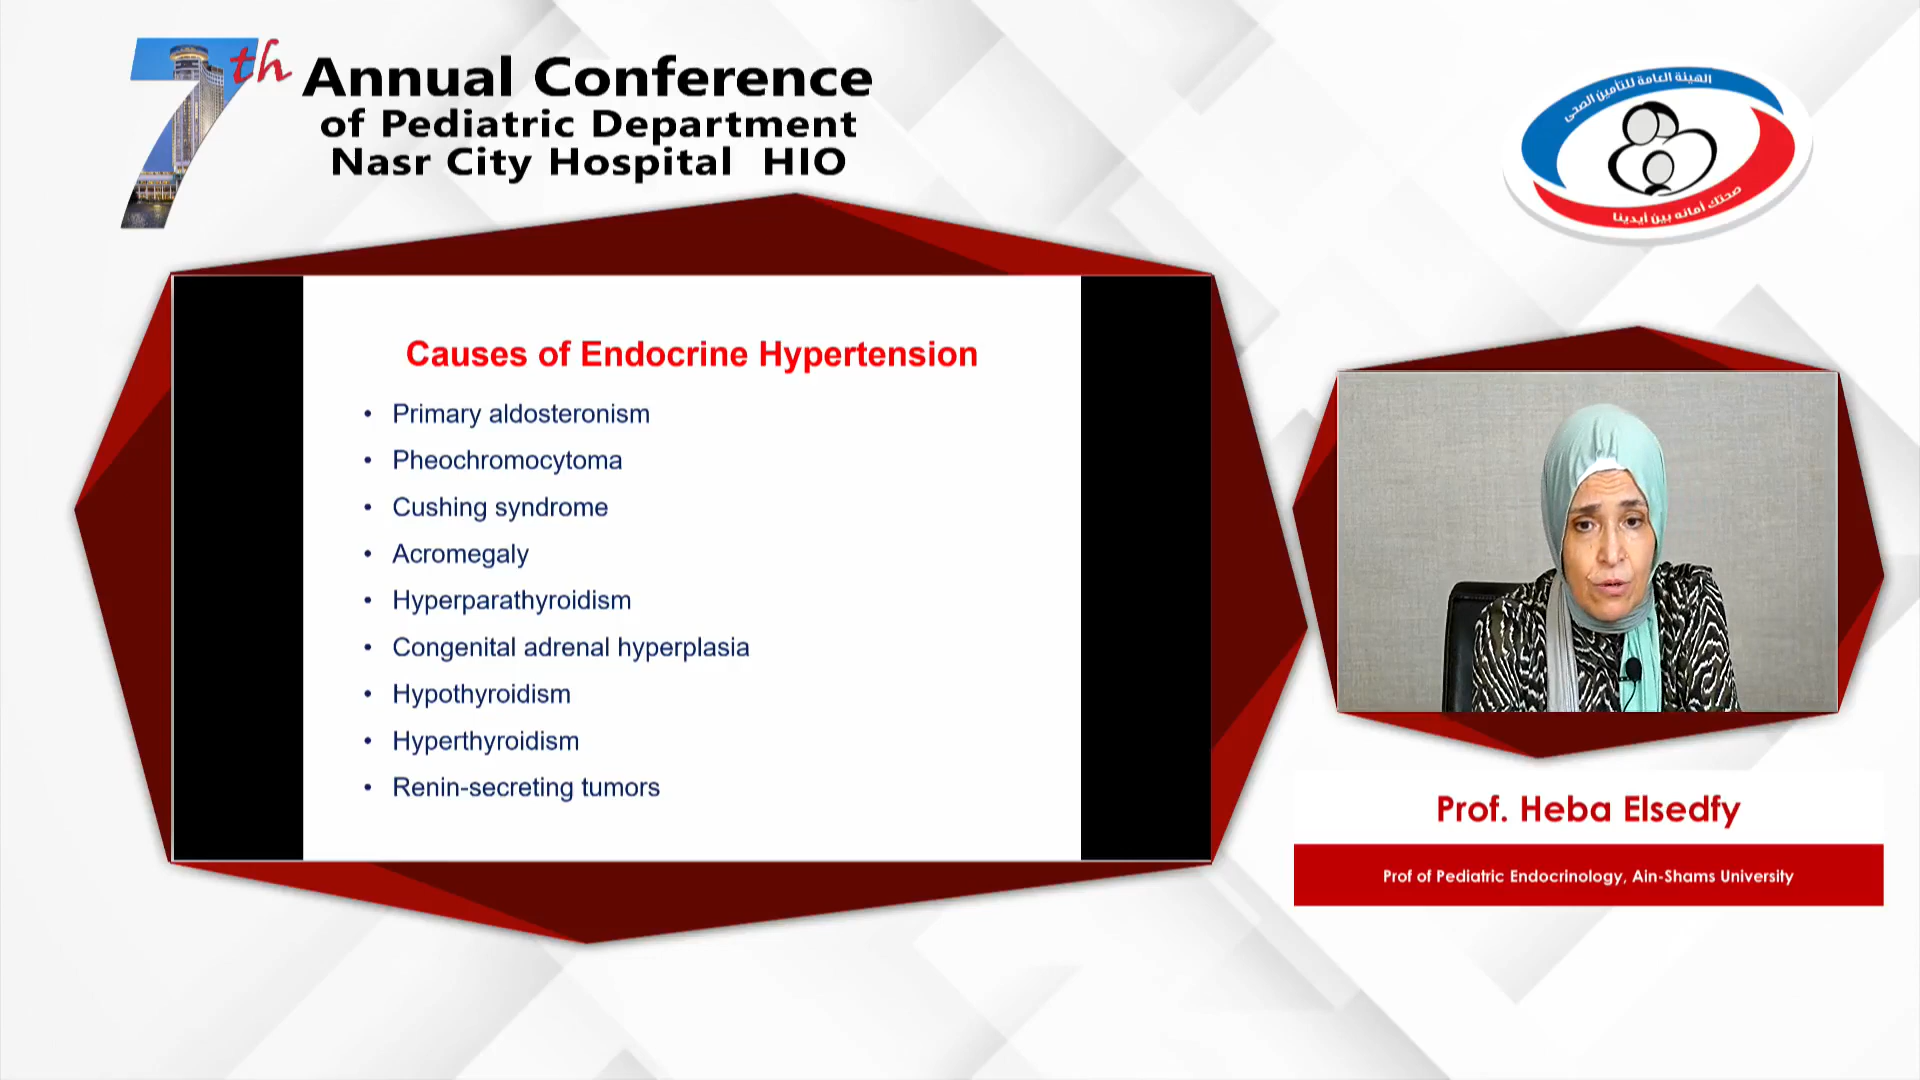 7th Annual Conference
of Pediatric Department
Nasr City Hospital HIO
الهيئة العامة للتأمين الصحى
صحتك أمانه بين أيدينا
Causes of Endocrine Hypertension
• Primary aldosteronism
• Pheochromocytoma
• Cushing syndrome
• Acromegaly
• Hyperparathyroidism
• Congenital adrenal hyperplasia
• Hypothyroidism
• Hyperthyroidism
• Renin-secreting tumors
Prof. Heba Elsedfy
Prof of Pediatric Endocrinology, Ain-Shams University